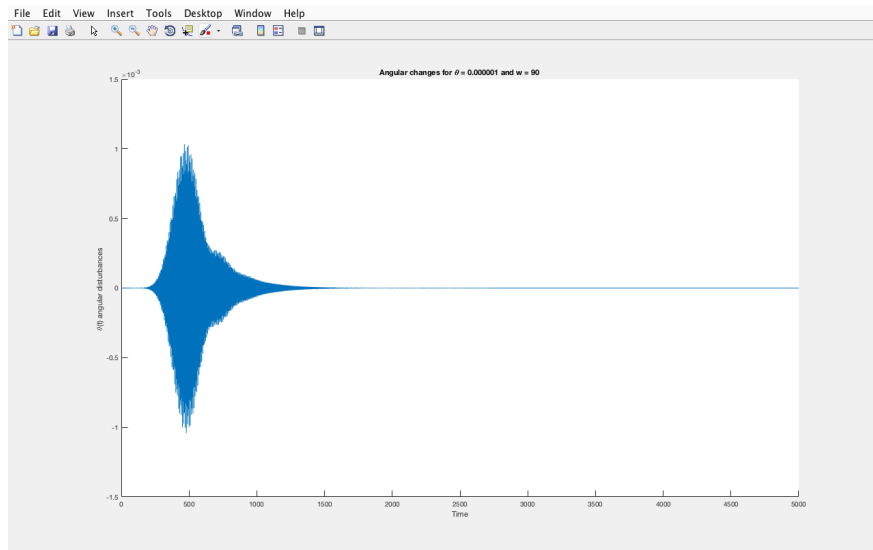 File Edit View Insert Tools Desktop Window Help
Angular changes for θ = 0.000001 and w = 90
×10⁻³
1.5
1
0.5
0
-0.5
-1
-1.5
θ(t) angular disturbances
0 500 1000 1500 2000 2500 3000 3500 4000 4500 5000
Time